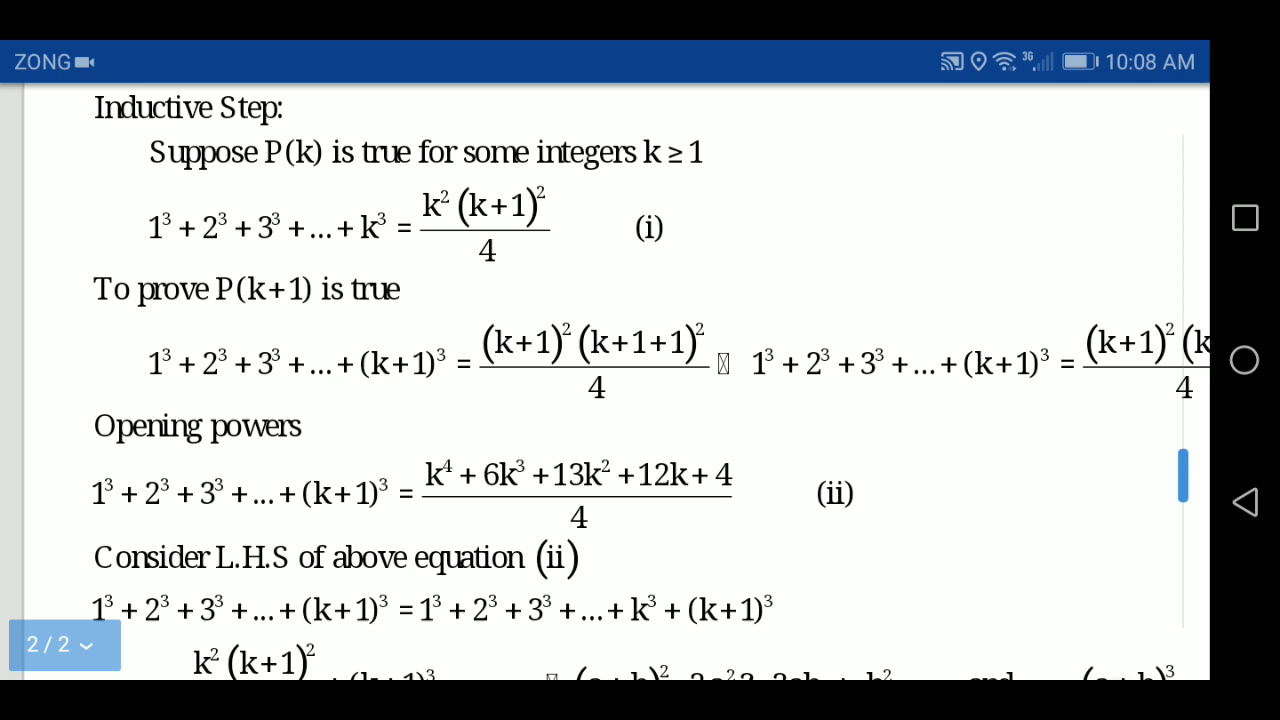 ZONG 3G 10:08 AM
Inductive Step:
Suppose P(k) is true for some integers k ≥ 1
1³ + 2³ + 3³ + ... + k³ = k² (k+1)² / 4 (i)
To prove P(k+1) is true
1³ + 2³ + 3³ + ... + (k+1)³ = (k+1)² (k+1+1)² / 4 1³ + 2³ + 3³ + ... + (k+1)³ = (k+1)² (k / 4
Opening powers
1³ + 2³ + 3³ + ... + (k+1)³ = k⁴ + 6k³ + 13k² + 12k + 4 / 4 (ii)
Consider L.H.S of above equation (ii)
1³ + 2³ + 3³ + ... + (k+1)³ = 1³ + 2³ + 3³ + ... + k³ + (k+1)³
2 / 2
k² (k+1)²